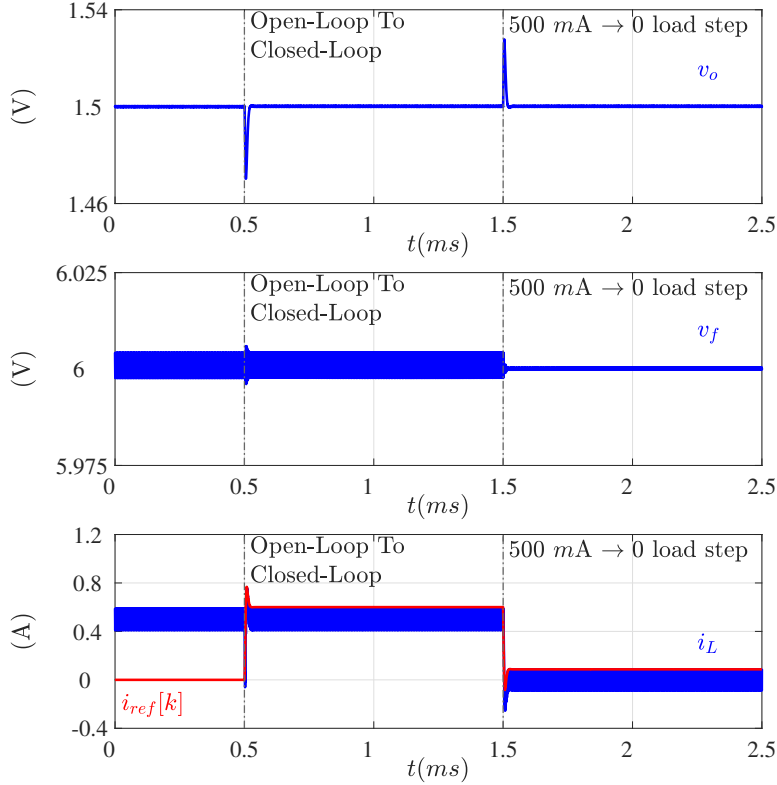 1.54
Open-Loop To
Closed-Loop
500 mA → 0 load step
v_o
(V)
1.5
1.46
0 0.5 1 1.5 2 2.5
t(ms)
6.025
Open-Loop To
Closed-Loop
500 mA → 0 load step
v_f
(V)
6
5.975
0 0.5 1 1.5 2 2.5
t(ms)
1.2
Open-Loop To
Closed-Loop
500 mA → 0 load step
0.8
(A)
0.4
i_L
0
i_{ref}[k]
-0.4
0 0.5 1 1.5 2 2.5
t(ms)